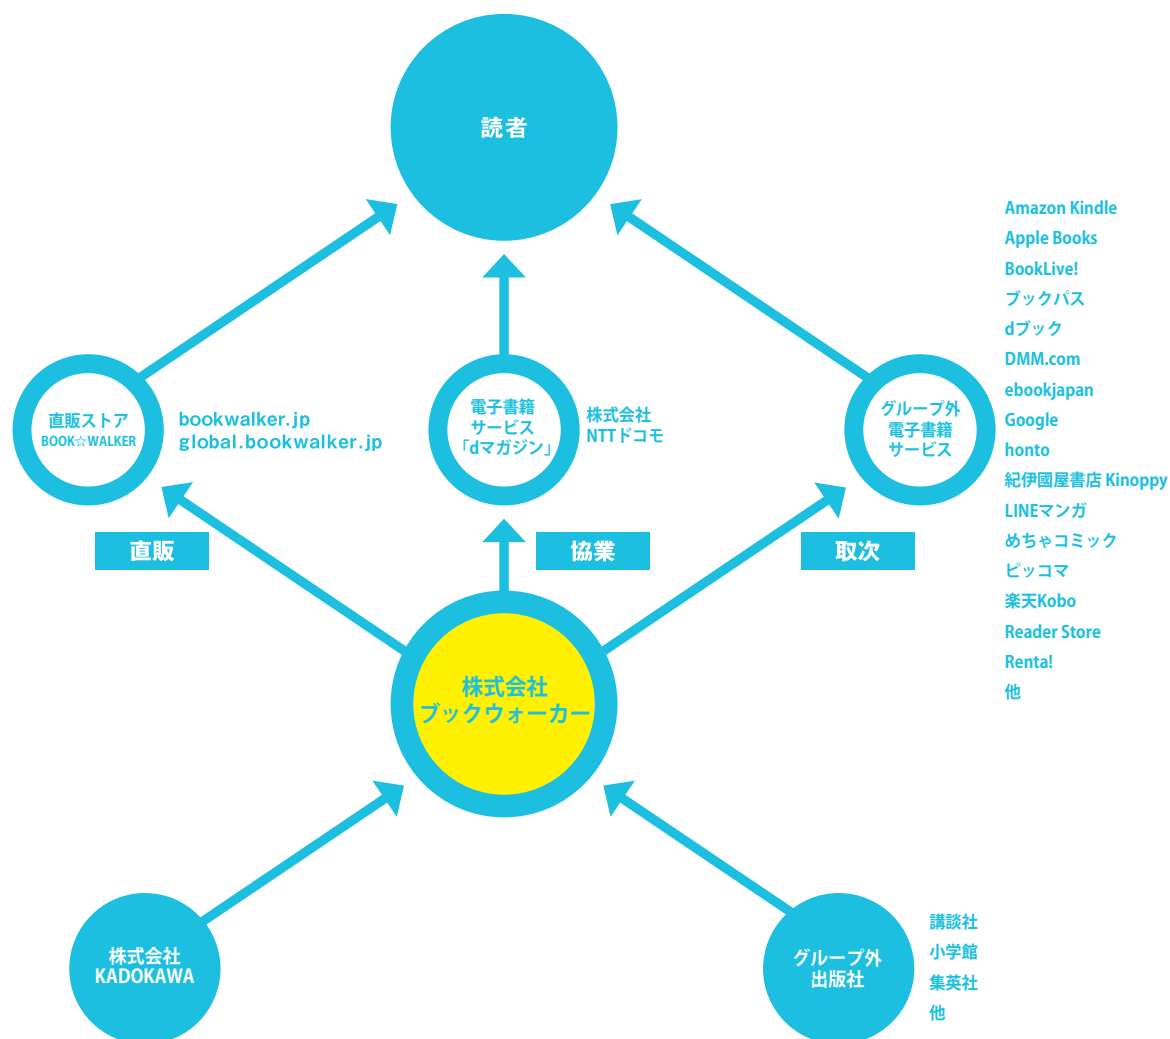 読者
Amazon Kindle
Apple Books
BookLive!
ブックパス
dブック
DMM.com
ebookjapan
Google
honto
紀伊國屋書店 Kinoppy
LINEマンガ
めちゃコミック
ピッコマ
楽天Kobo
Reader Store
Renta!
他
直販ストア
BOOK☆WALKER
bookwalker.jp
global.bookwalker.jp
電子書籍
サービス
「dマガジン」
株式会社
NTTドコモ
グループ外
電子書籍
サービス
直販
協業
取次
株式会社
ブックウォーカー
株式会社
KADOKAWA
グループ外
出版社
講談社
小学館
集英社
他